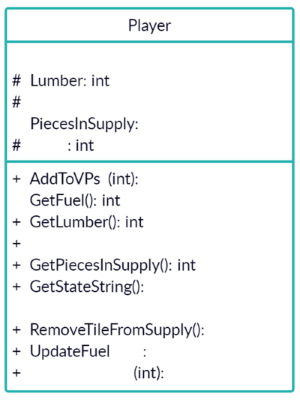 Player
# Lumber: int
#
PiecesInSupply:
# : int
+ AddToVPs (int):
GetFuel(): int
+ GetLumber(): int
+
+ GetPiecesInSupply(): int
+ GetStateString():
+ RemoveTileFromSupply():
+ UpdateFuel :
+ (int):